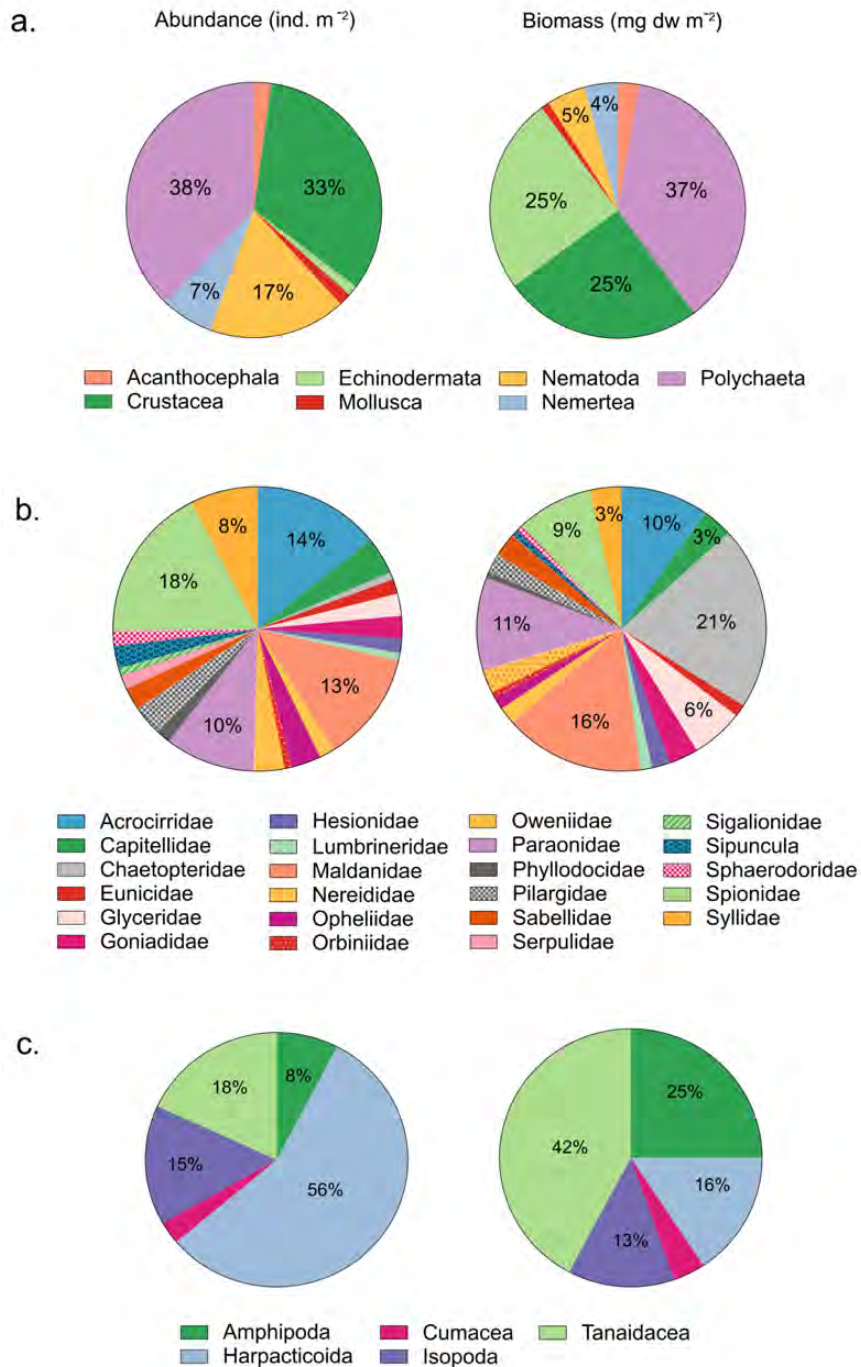 a.
Abundance (ind. m⁻²) Biomass (mg dw m⁻²)
38% 33% 7% 17%
4% 5% 37% 25% 25%
Acanthocephala Echinodermata Nematoda Polychaeta
Crustacea Mollusca Nemertea
b.
8% 14% 18% 13% 10%
3% 10% 9% 3% 21% 11% 6% 16%
Acrocirridae Hesionidae Oweniidae Sigalionidae
Capitellidae Lumbrineridae Paraonidae Sipuncula
Chaetopteridae Maldanidae Phyllodocidae Sphaerodoridae
Eunicidae Nereididae Pilargidae Spionidae
Glyceridae Opheliidae Sabellidae Syllidae
Goniadidae Orbiniidae Serpulidae
c.
18% 8% 15% 56%
25% 42% 16% 13%
Amphipoda Cumacea Tanaidacea
Harpacticoida Isopoda